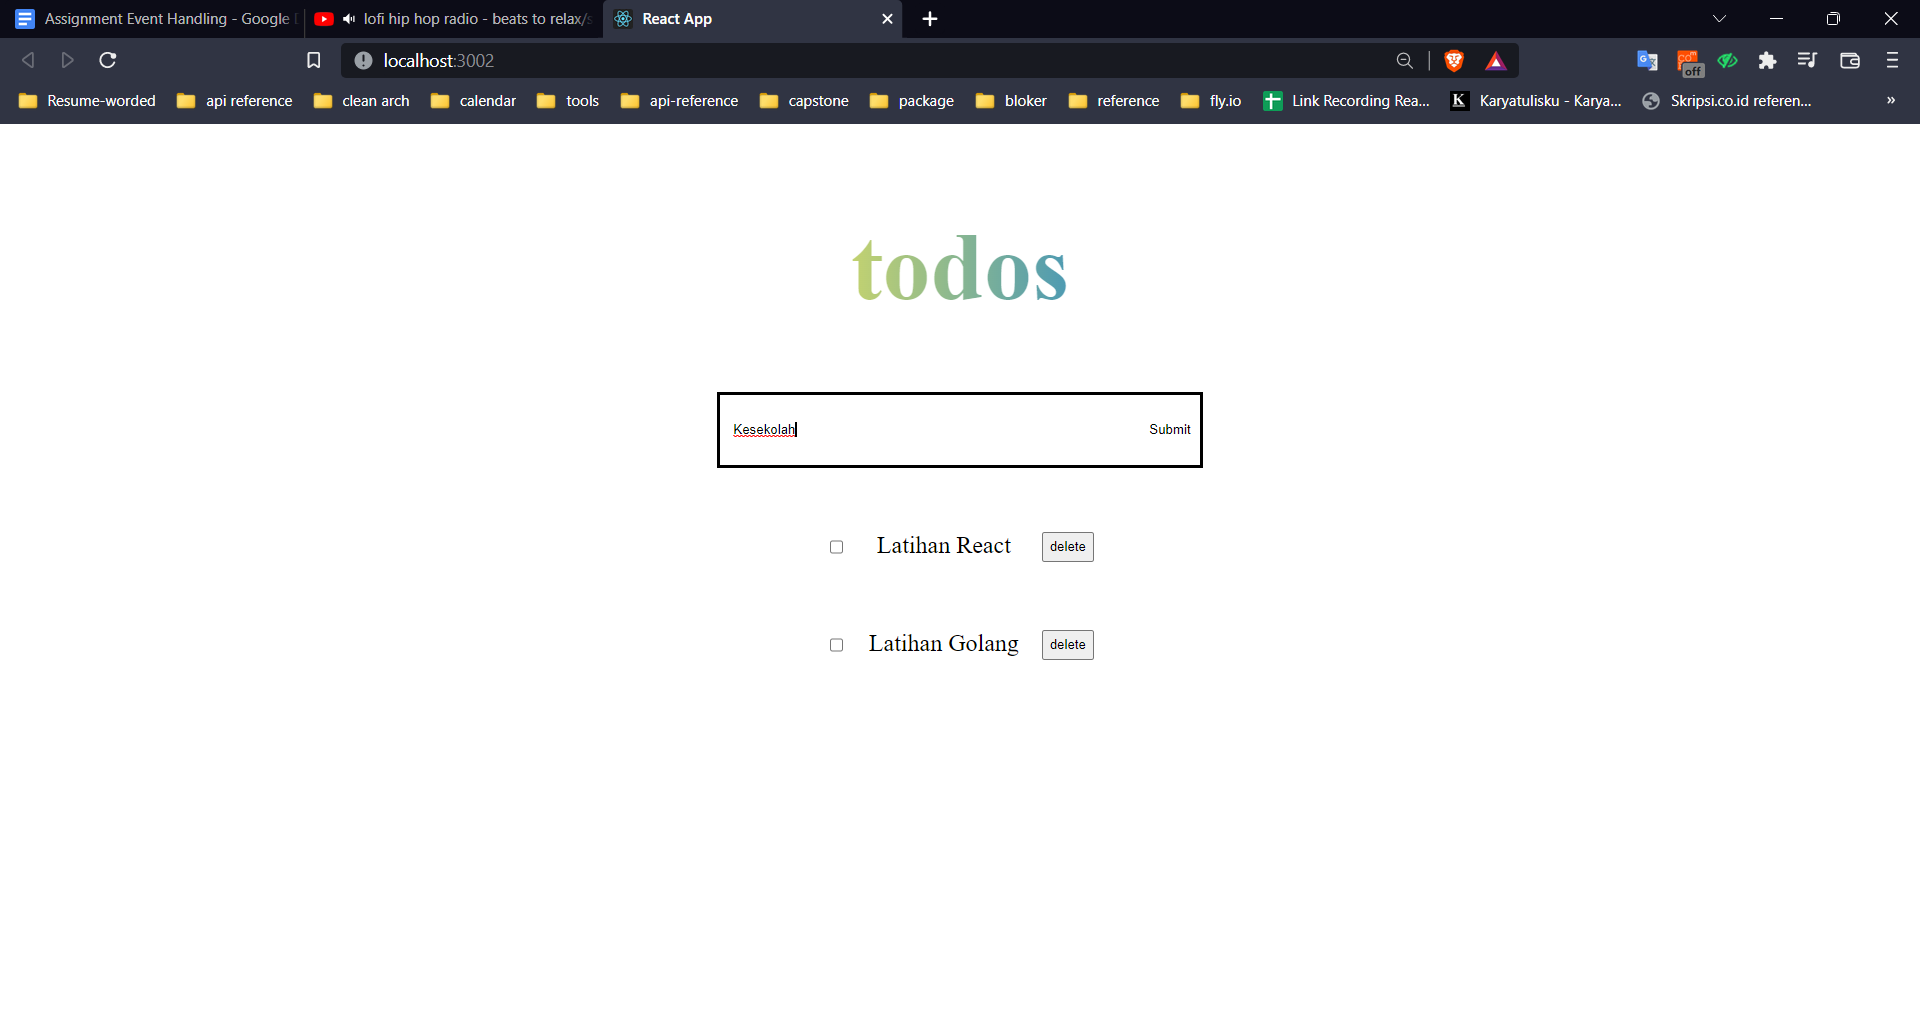 Assignment Event Handling - Google
lofi hip hop radio - beats to relax/
React App
localhost:3002
off
Resume-worded
api reference
clean arch
calendar
tools
api-reference
capstone
package
bloker
reference
fly.io
Link Recording Rea...
K
Karyatulisku - Karya...
Skripsi.co.id referen...
»
todos
Kesekolah
Submit
Latihan React
delete
Latihan Golang
delete